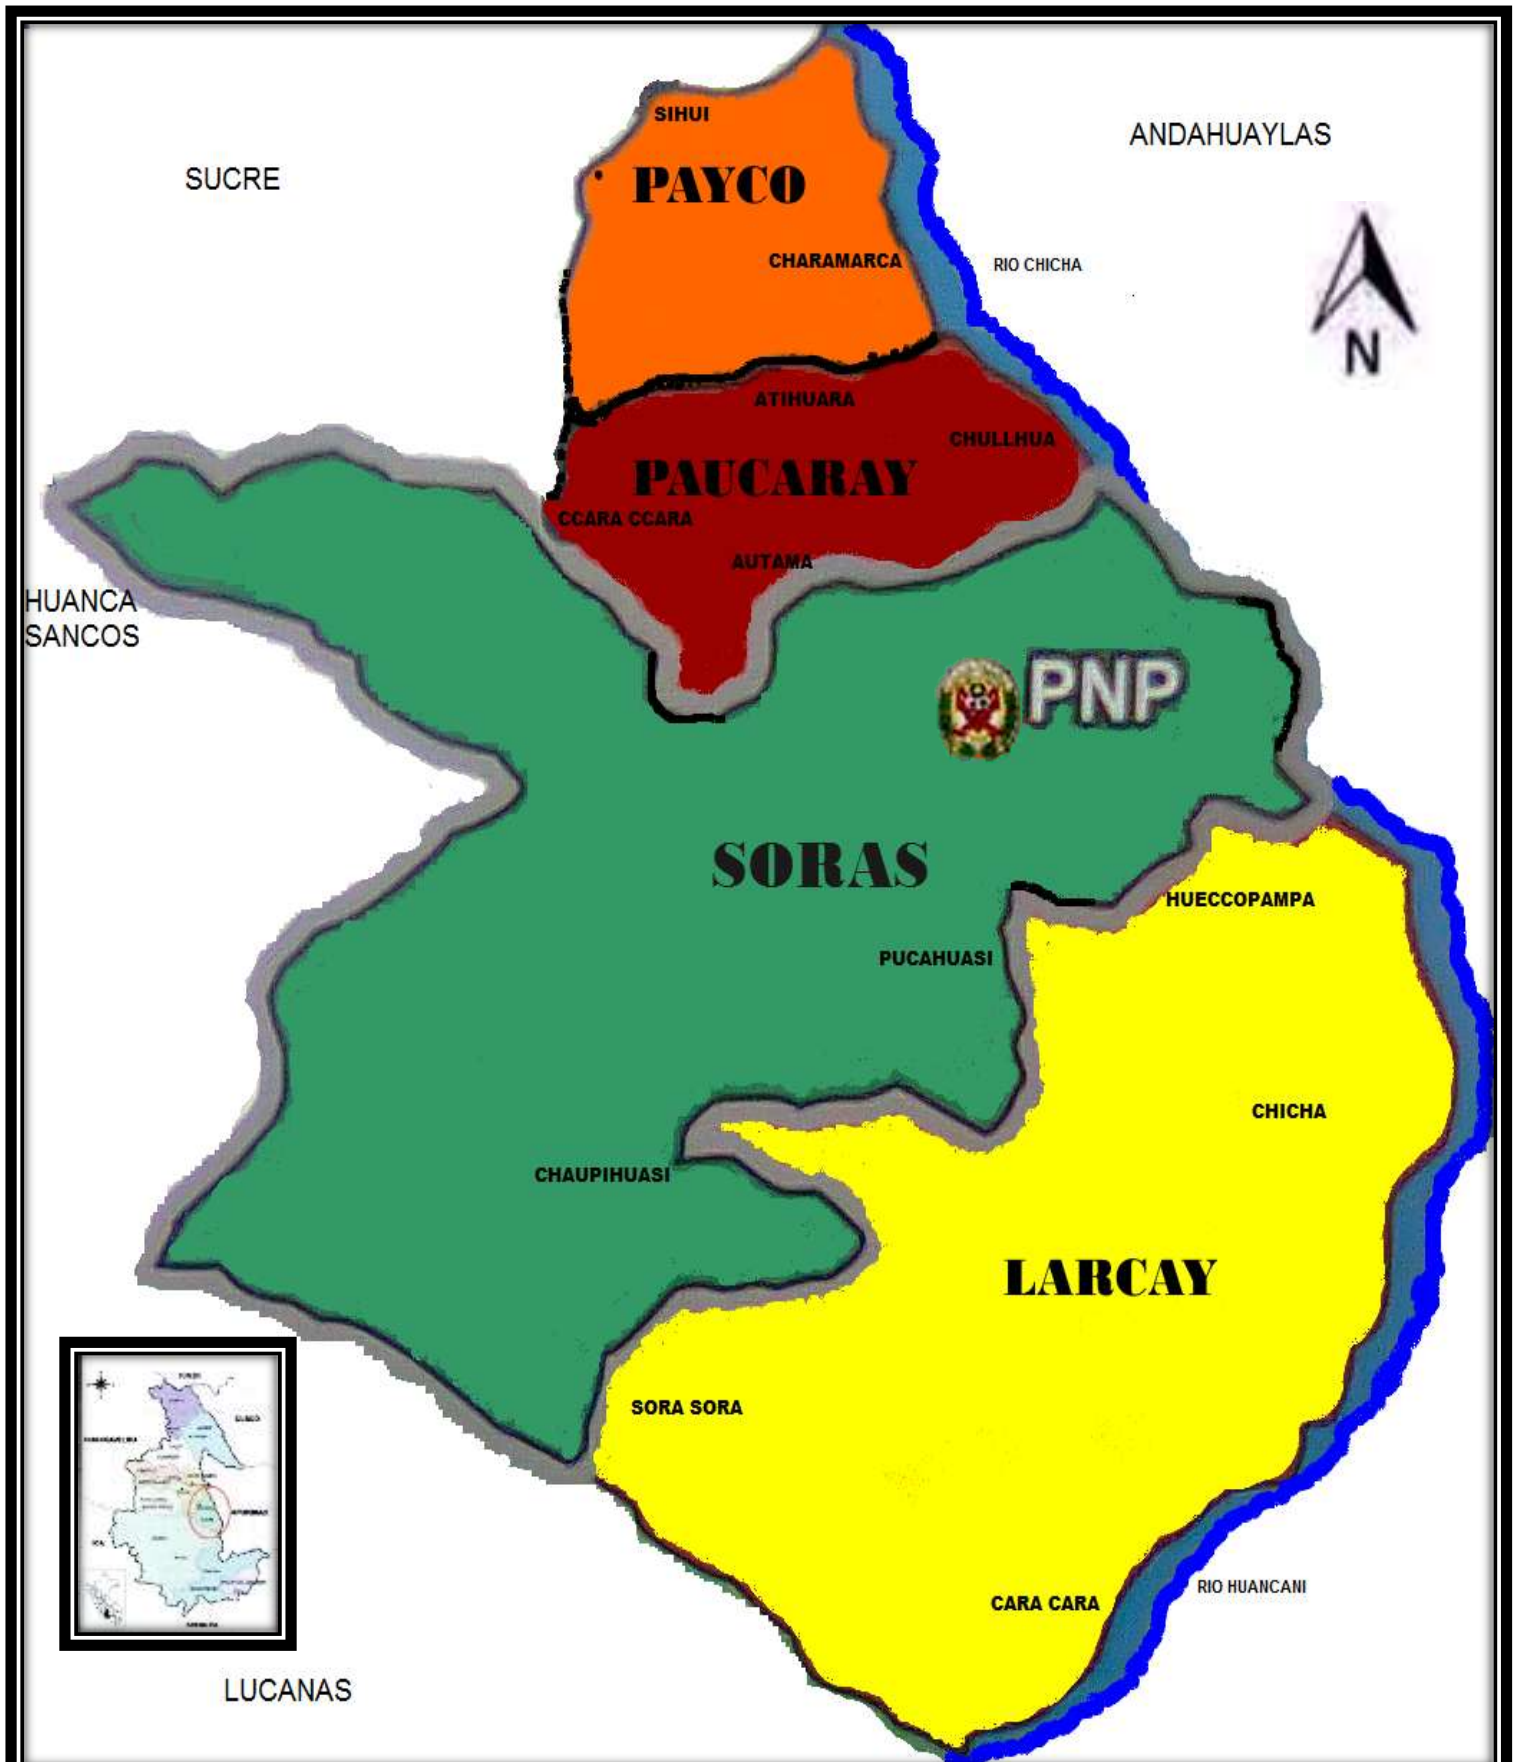 SIHUI
ANDAHUAYLAS
SUCRE
PAYCO
CHARAMARCA
RIO CHICHA
N
ATIHUARA
CHULLHUA
PAUCARAY
CCARA CCARA
AUTAMA
HUANCA
SANCOS
PNP
SORAS
HUECCOPAMPA
PUCAHUASI
CHICHA
CHAUPIHUASI
LARCAY
SORA SORA
RIO HUANCANI
CARA CARA
LUCANAS